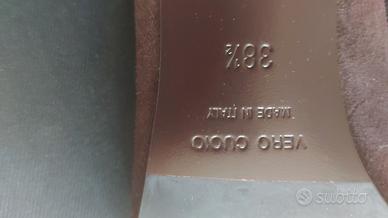 VERO CUOIO
MADE IN ITALY
38½
subito